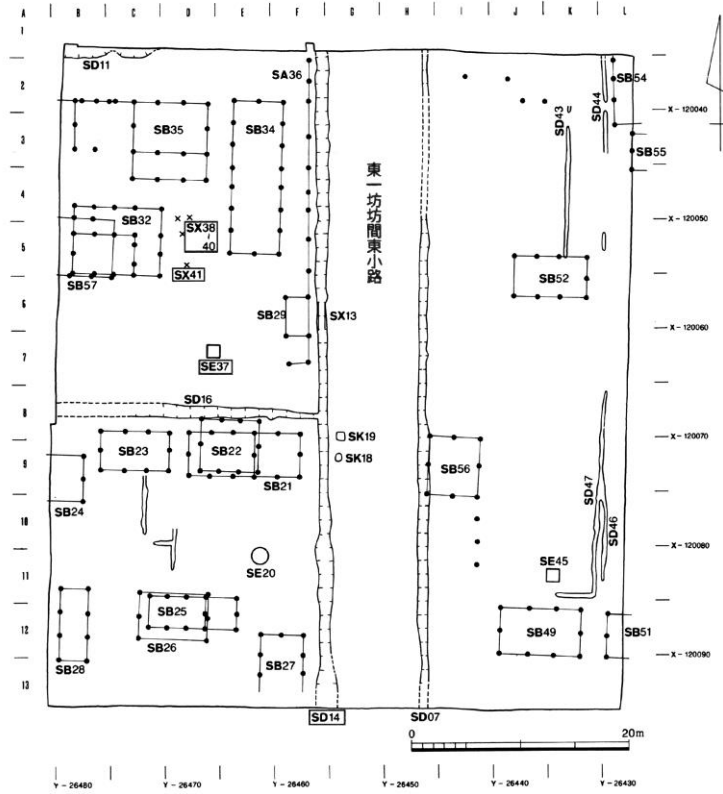 A B C D E F G H I J K L
1
SD11
SA36
SB54
2
SB35
SB34
SD43
SD44
X-120040
3
SB55
東一坊坊間東小路
4
SB32
SX38
-40
X-120050
5
SX41
SB52
SB57
6
SB29
SX13
X-120060
7
SE37
SD16
8
SK19
X-120070
SB23
SB22
SK18
9
SB56
SB21
SD47
SB24
SD46
10
X-120080
SE20
SE45
11
SB25
12
SB49
SB51
SB26
SB28
SB27
X-120090
13
SD14
SD07
0
20m
Y-26480
Y-26470
Y-26460
Y-26450
Y-26440
Y-26430